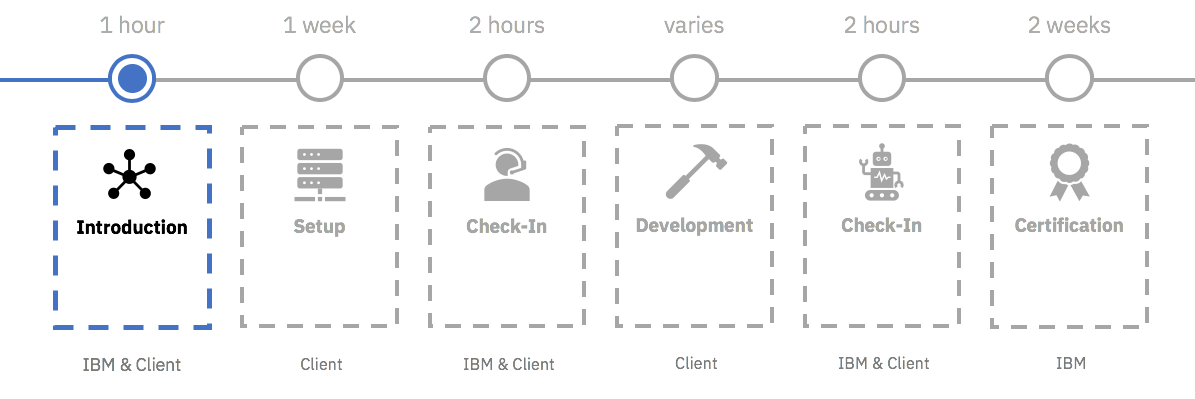 1 hour
1 week
2 hours
varies
2 hours
2 weeks
Introduction
Setup
Check-In
Development
Check-In
Certification
IBM & Client
Client
IBM & Client
Client
IBM & Client
IBM